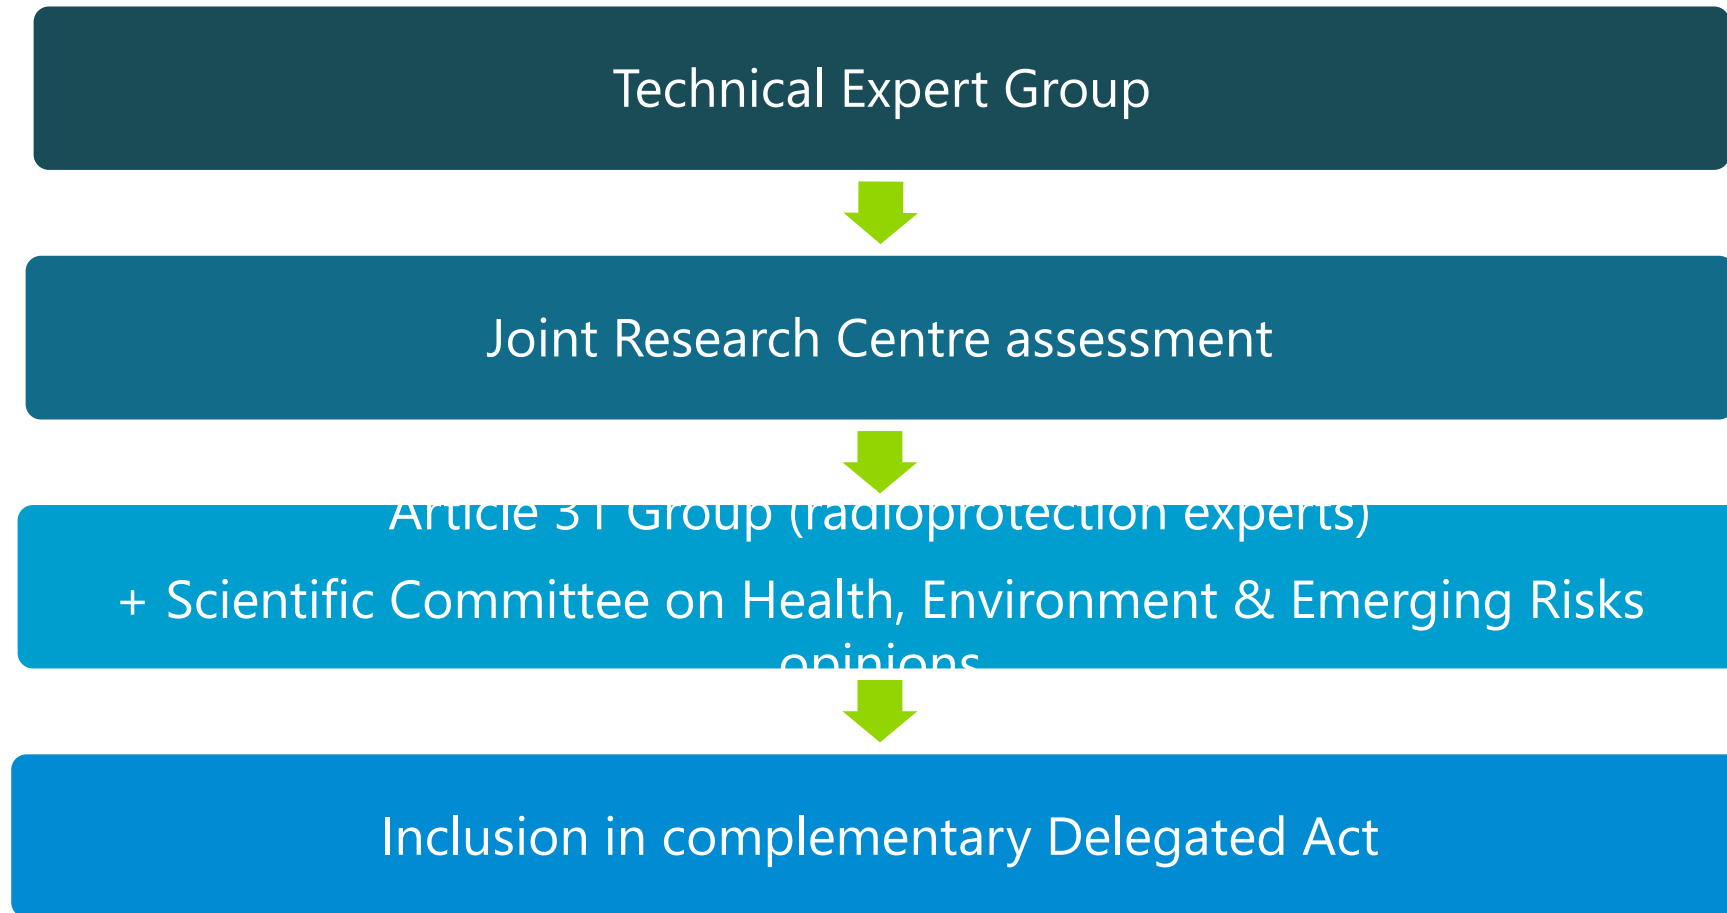 Technical Expert Group
Joint Research Centre assessment
Article 31 Group (radioprotection experts)
+ Scientific Committee on Health, Environment & Emerging Risks
opinions
Inclusion in complementary Delegated Act